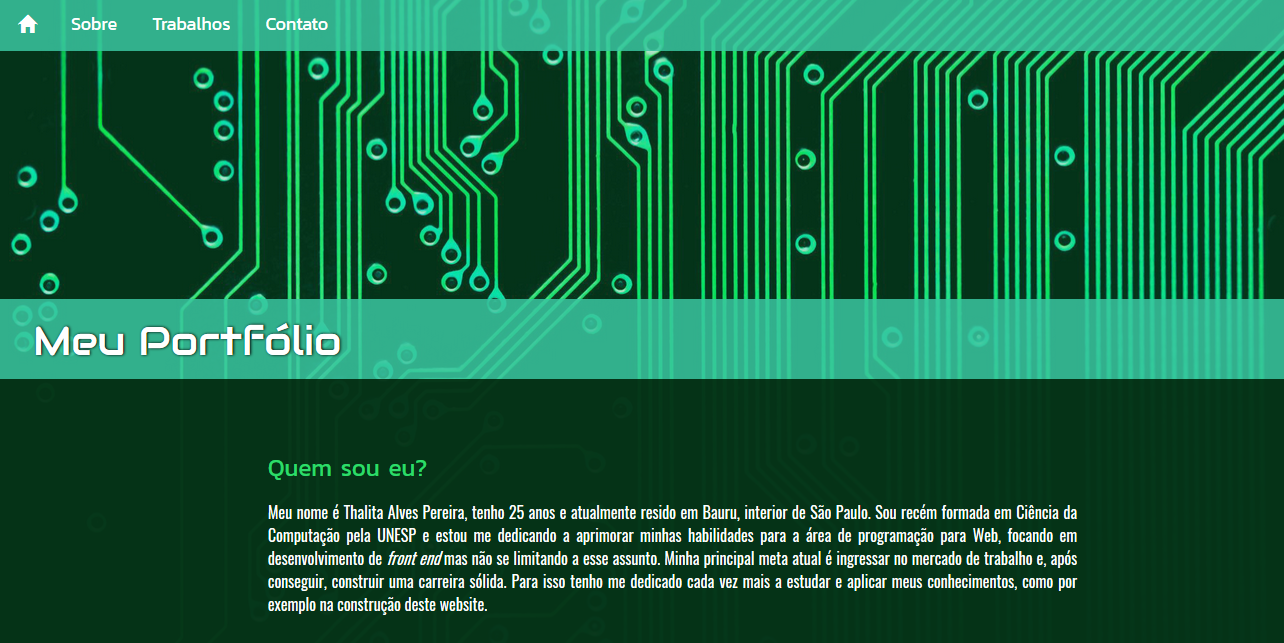 Sobre Trabalhos Contato
Meu Portfólio
Quem sou eu?
Meu nome é Thalita Alves Pereira, tenho 25 anos e atualmente resido em Bauru, interior de São Paulo. Sou recém formada em Ciência da
Computação pela UNESP e estou me dedicando a aprimorar minhas habilidades para a área de programação para Web, focando em
desenvolvimento de front end mas não se limitando a esse assunto. Minha principal meta atual é ingressar no mercado de trabalho e, após
conseguir, construir uma carreira sólida. Para isso tenho me dedicado cada vez mais a estudar e aplicar meus conhecimentos, como por
exemplo na construção deste website.